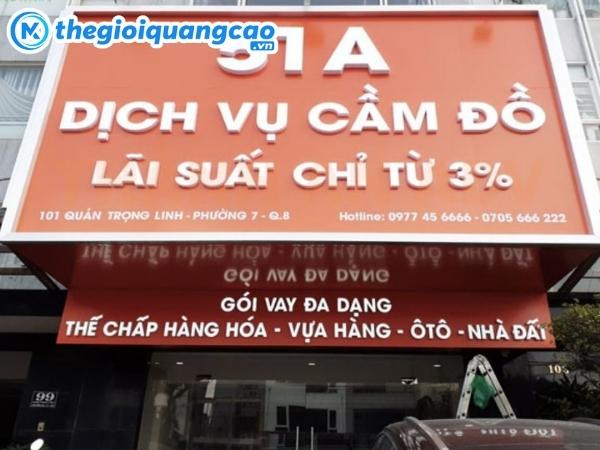 thegioiquangcao
.vn
51A
DỊCH VỤ CẦM ĐỒ
LÃI SUẤT CHỈ TỪ 3%
101 QUẢN TRỌNG LINH - PHƯỜNG 7 - Q.8 Hotline: 0977 45 6666 - 0705 666 222
GÓI VAY ĐA DẠNG
THẾ CHẤP HÀNG HÓA - VỰA HÀNG - ÔTÔ - NHÀ ĐẤT
99